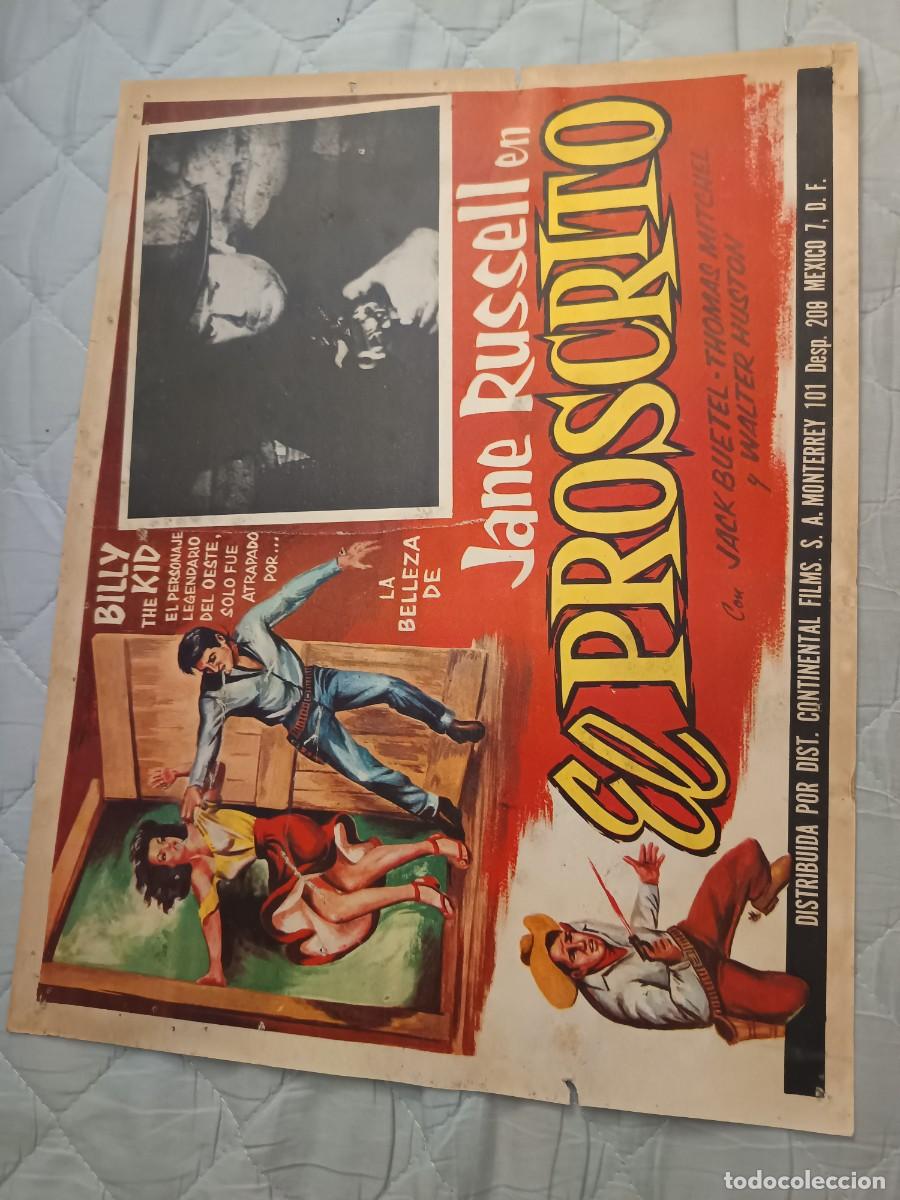 BILLY
THE KID
EL PERSONAJE
LEGENDARIO
DEL OESTE,
SOLO FUE
ATRAPADO
POR...
LA
BELLEZA
DE
Jane Russell en
El PROSCRITO
Con JACK BUETEL - THOMAS MITCHEL
y WALTER HUSTON
DISTRIBUIDA POR DIST. CONTINENTAL FILMS S. A. MONTERREY 101 Desp. 208 MEXICO 7, D. F.
todocoleccion